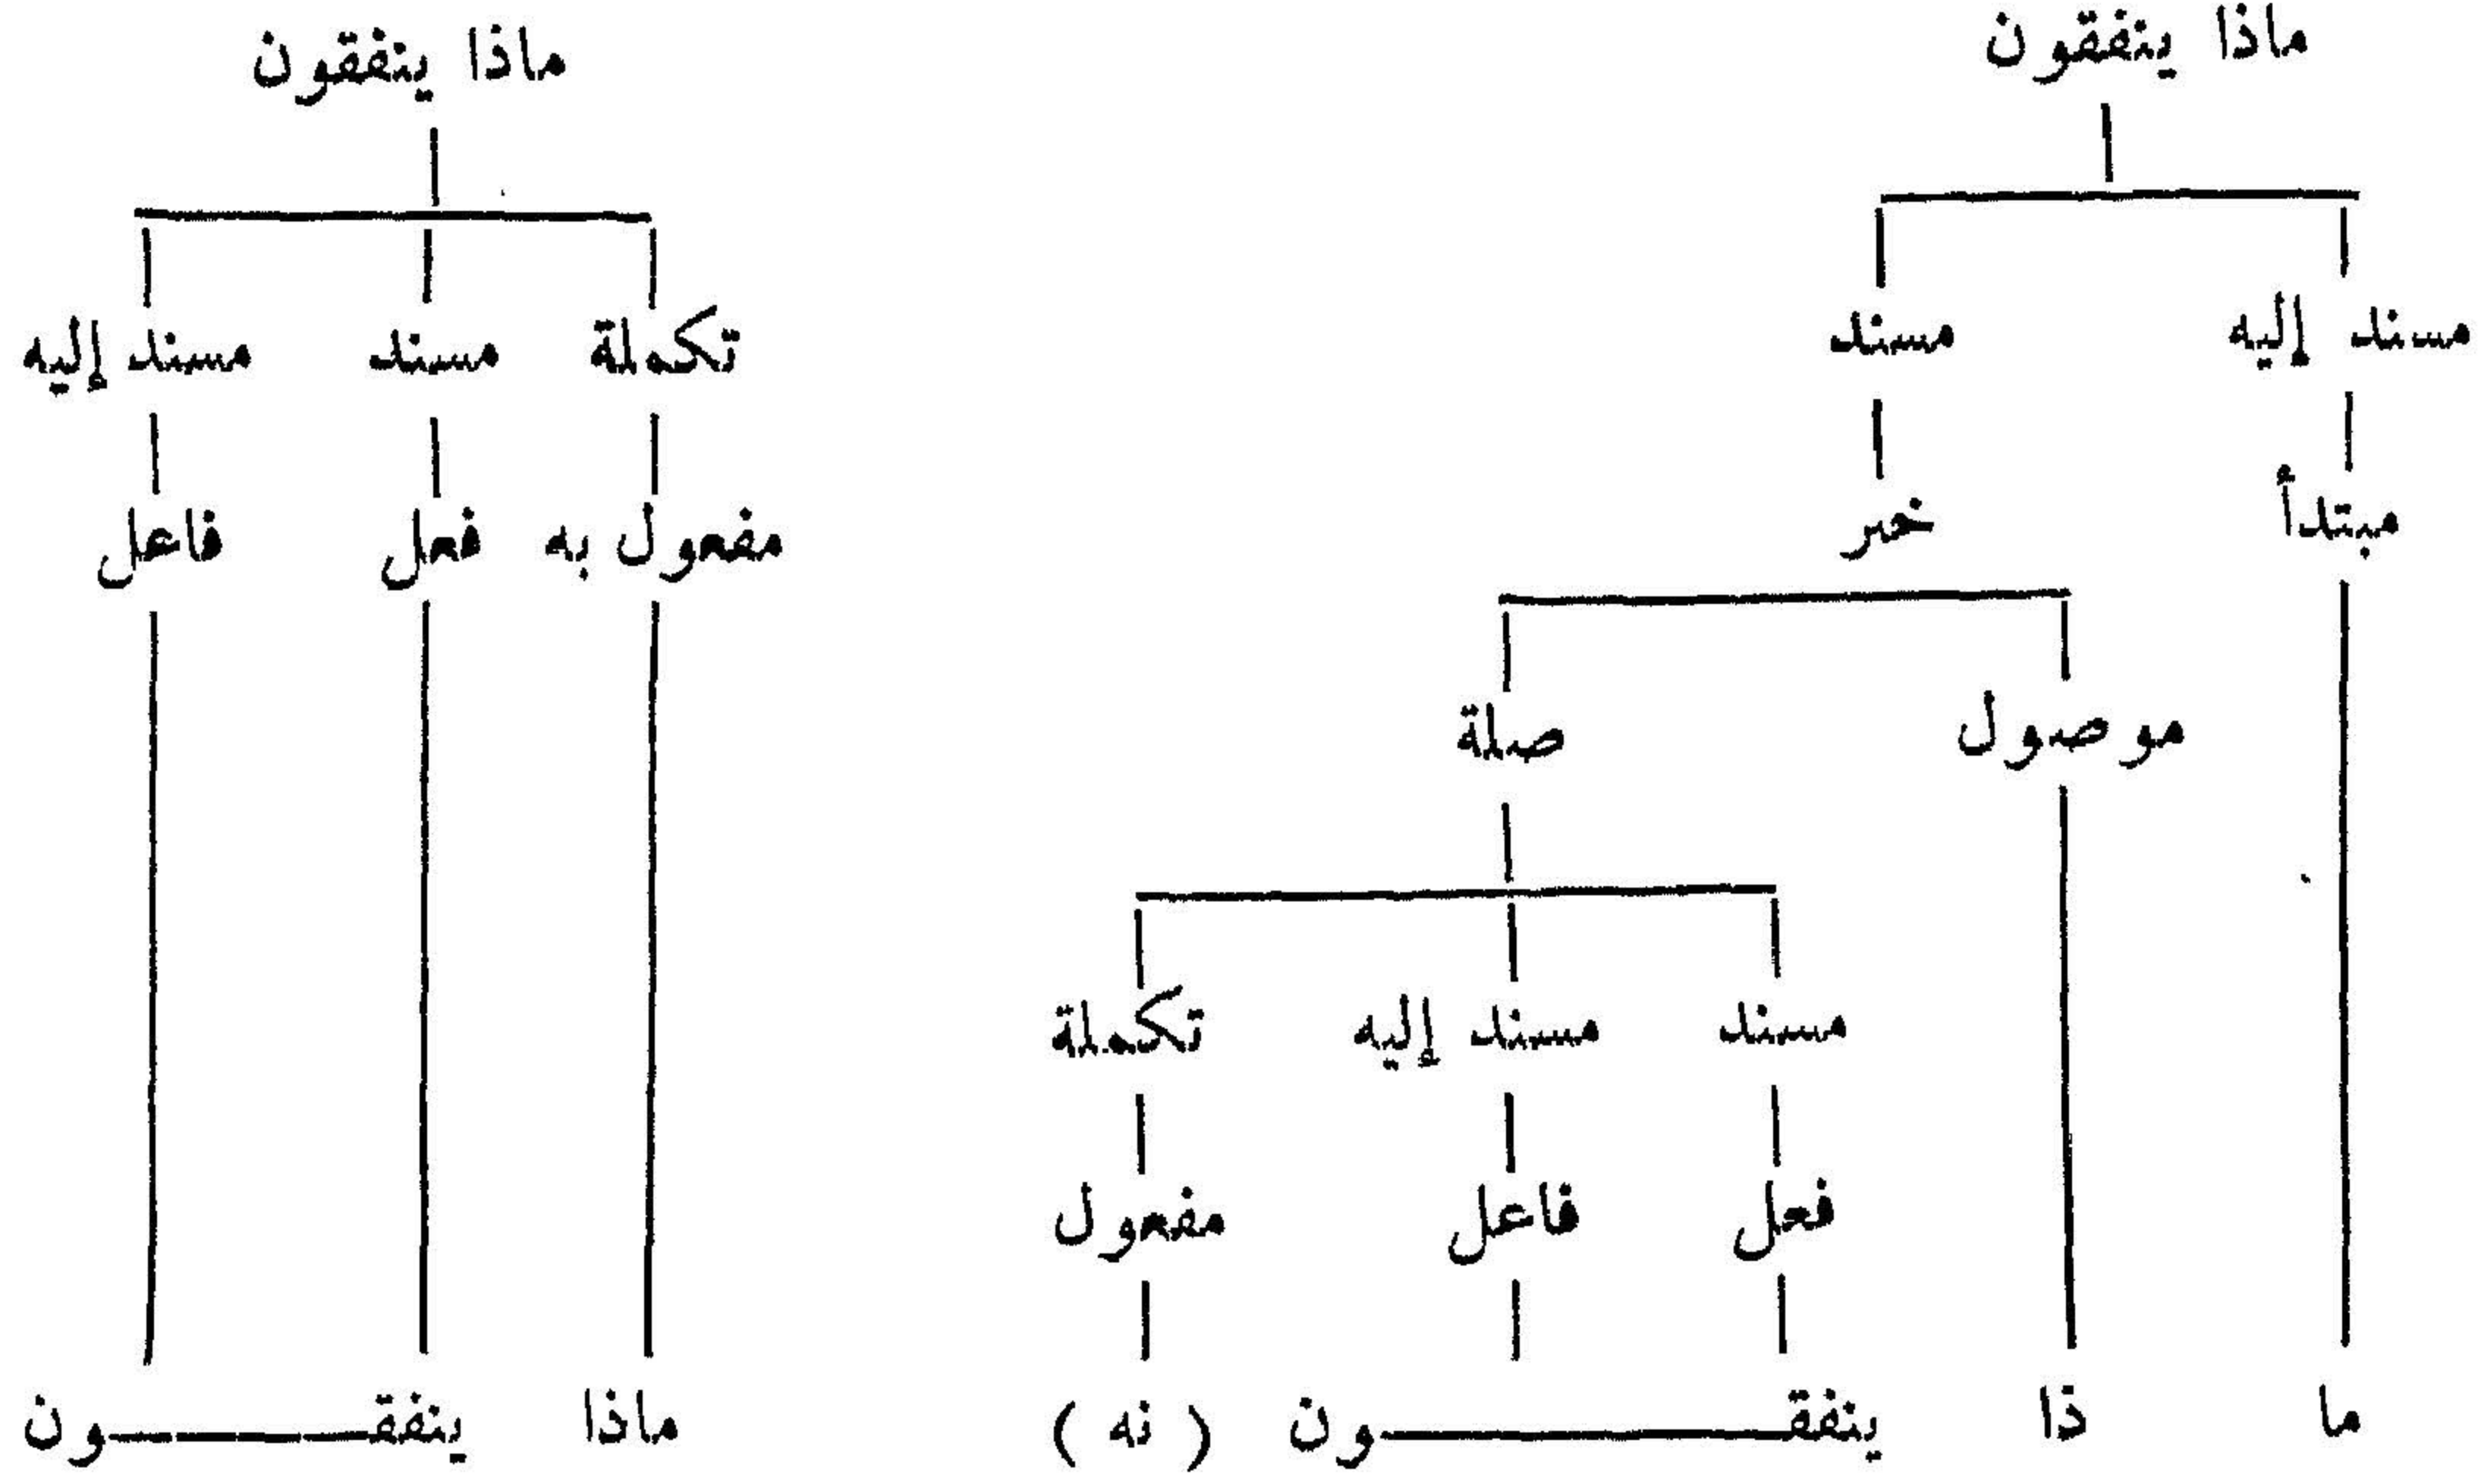 ماذا ينفقون
مسند إليه
مسند
مبتدأ
خبر
موصول
صلة
مسند
مسند إليه
تكملة
فعل
فاعل
مفعول
ما
ذا
ينفقـــــون
( نه )
ماذا ينفقون
تكملة
مسند
مسند إليه
مفعول به
فعل
فاعل
ماذا
ينفقـــــون